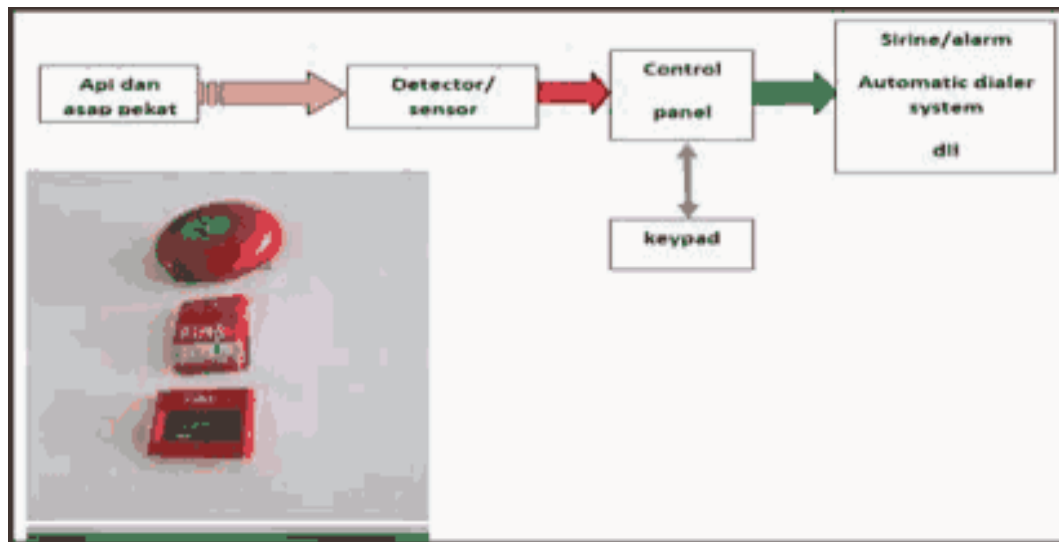 Api dan
asap pekat
Detector/
sensor
Control
panel
Sirine/alarm
Automatic dialer
system
dll
keypad